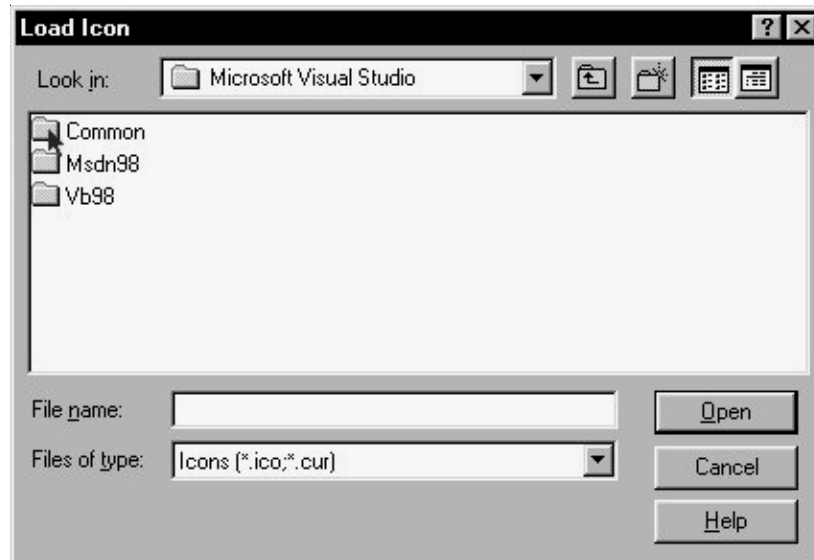 Load Icon
Look in: Microsoft Visual Studio
Common
Msdn98
Vb98
File name: Open
Files of type: Icons (*.ico;*.cur) Cancel
Help